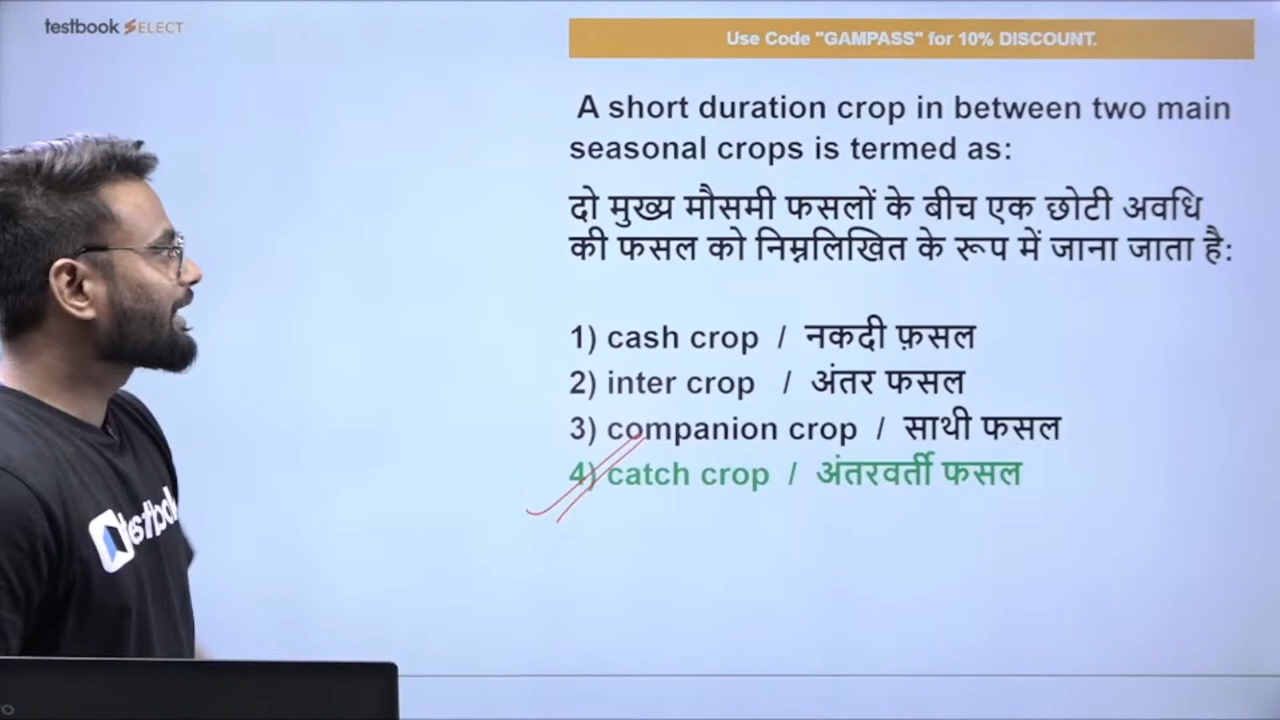 testbook SELECT
Use Code "GAMPASS" for 10% DISCOUNT.
A short duration crop in between two main
seasonal crops is termed as:
दो मुख्य मौसमी फसलों के बीच एक छोटी अवधि
की फसल को निम्नलिखित के रूप में जाना जाता है:
1) cash crop / नकदी फ़सल
2) inter crop / अंतर फसल
3) companion crop / साथी फसल
4) catch crop / अंतरवर्ती फसल
testbook